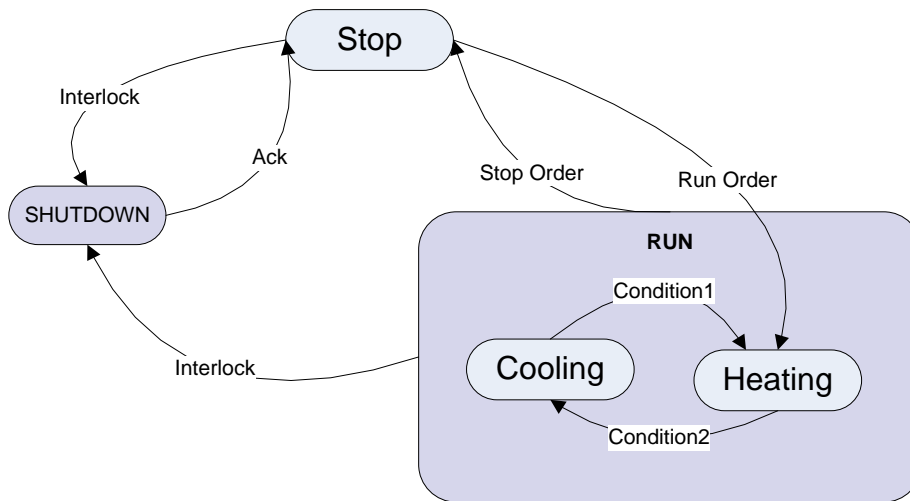 Stop
Interlock
Ack
Stop Order
Run Order
SHUTDOWN
RUN
Condition1
Interlock
Cooling
Heating
Condition2